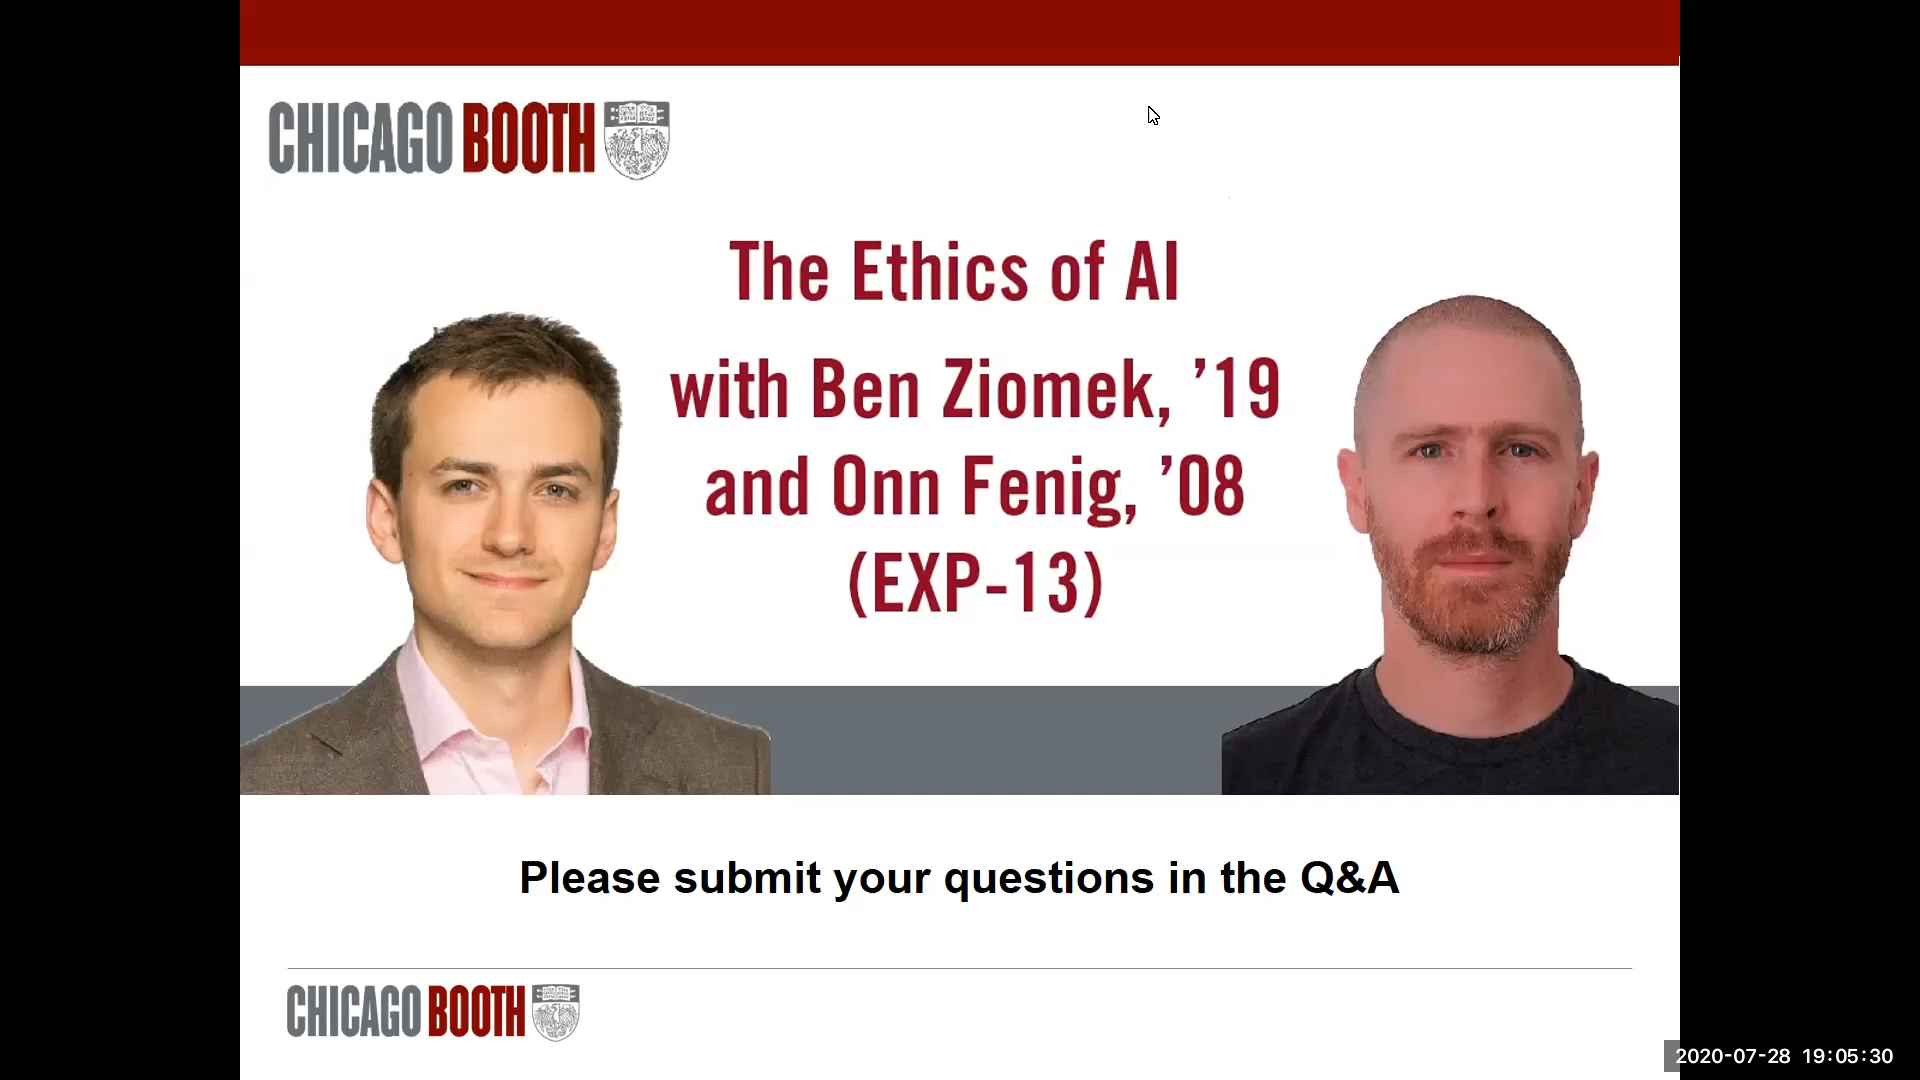 CHICAGO BOOTH
The Ethics of AI
with Ben Ziomek, ’19
and Onn Fenig, ’08
(EXP-13)
Please submit your questions in the Q&A
CHICAGO BOOTH
2020-07-28 19:05:30